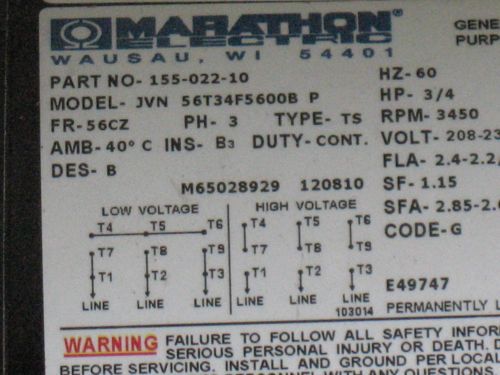 MARATHON®
ELECTRIC
WAUSAU, WI 54401
GENE
PURP
PART NO- 155-022-10
MODEL- JVN 56T34F5600B P
FR-56CZ PH- 3 TYPE- TS
AMB-40° C INS- B3 DUTY-CONT.
DES- B
M65028929 120810
HZ-60
HP- 3/4
RPM- 3450
VOLT- 208-23
FLA- 2.4-2.2/
SF- 1.15
SFA- 2.85-2.
CODE-G
LOW VOLTAGE
T4 T5 T6
T7 T8 T9
T1 T2 T3
LINE LINE LINE
HIGH VOLTAGE
T4 T5 T6
T7 T8 T9
T1 T2 T3
LINE LINE LINE
103014
E49747
PERMANENTLY L
WARNING FAILURE TO FOLLOW ALL SAFETY INFOR
SERIOUS PERSONAL INJURY OR DEATH. D
BEFORE SERVICING. INSTALL AND GROUND PER LOCAL
PERSONNEL WITH ANY QUESTIONS